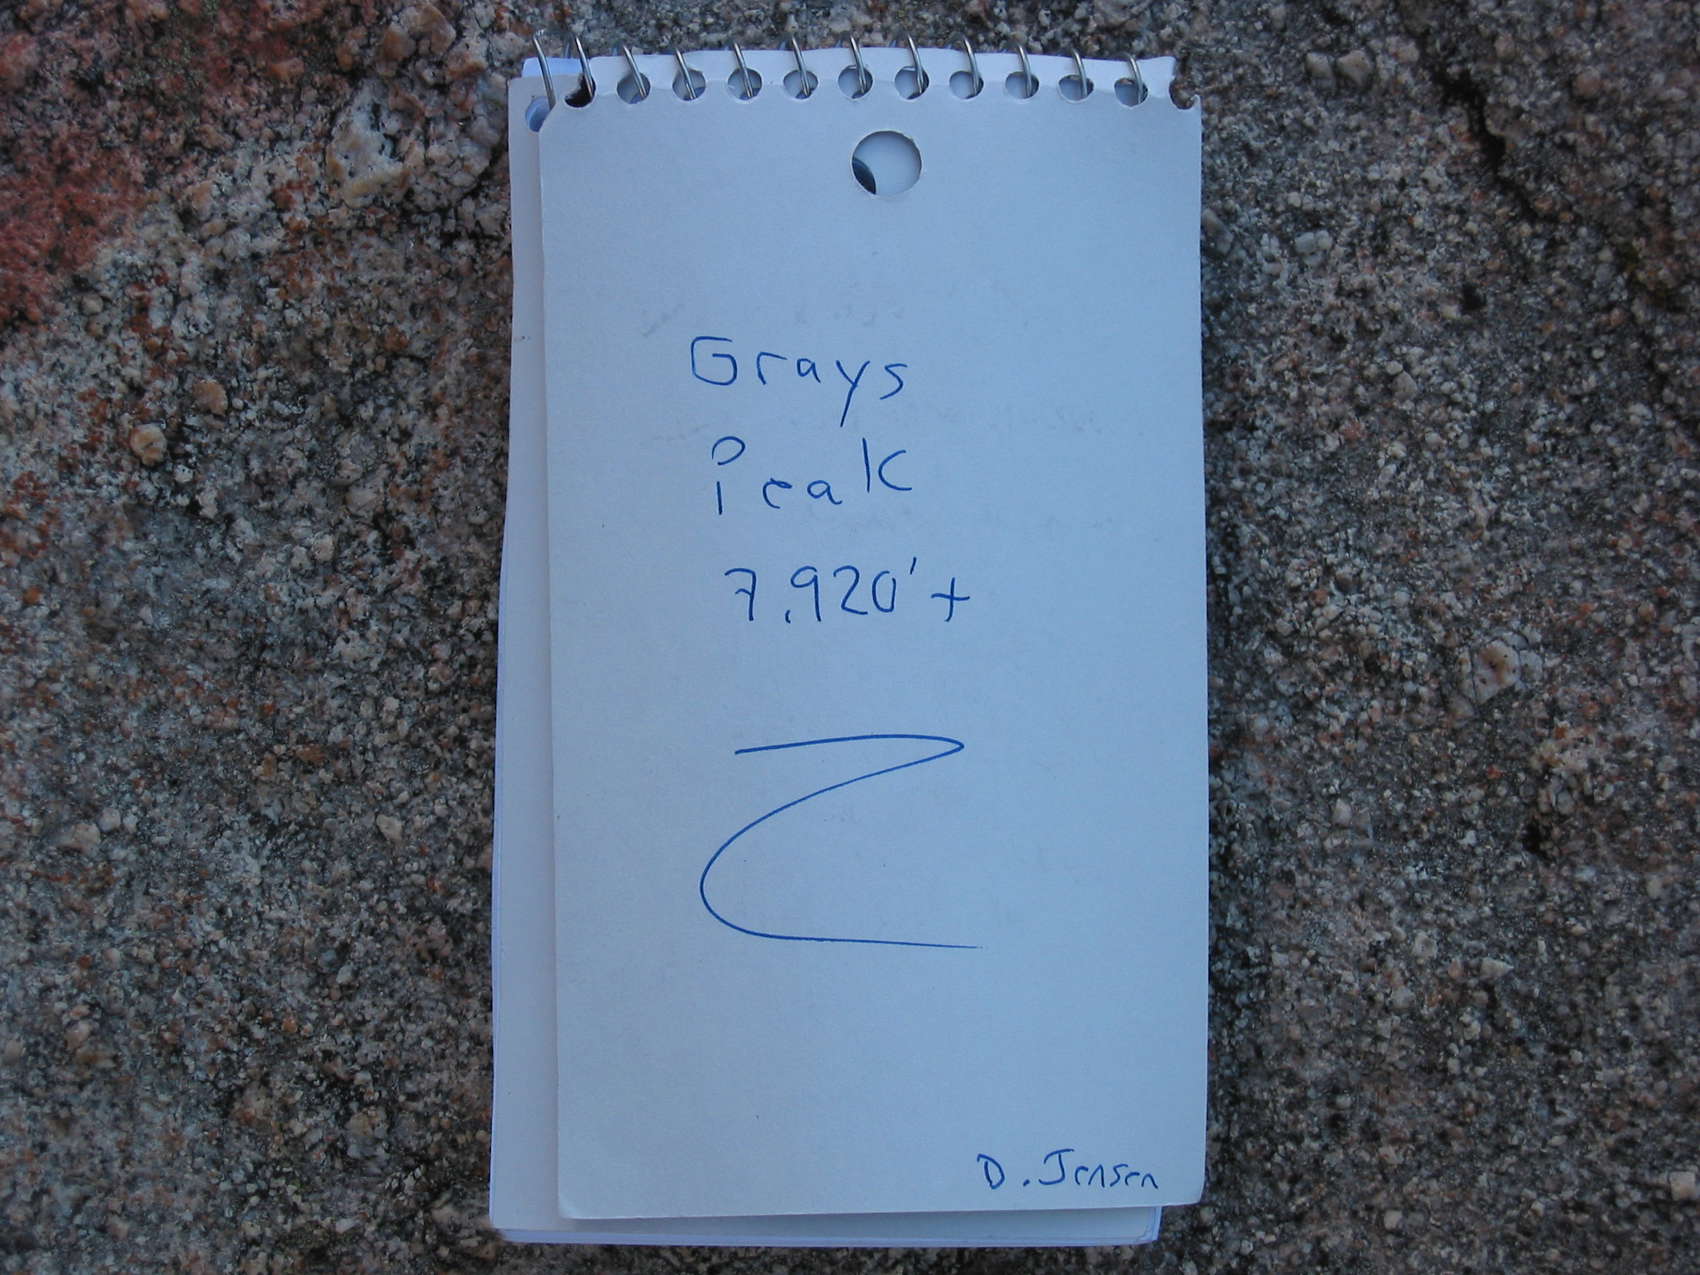 Grays
Peak
7,920'+
D. Jensen